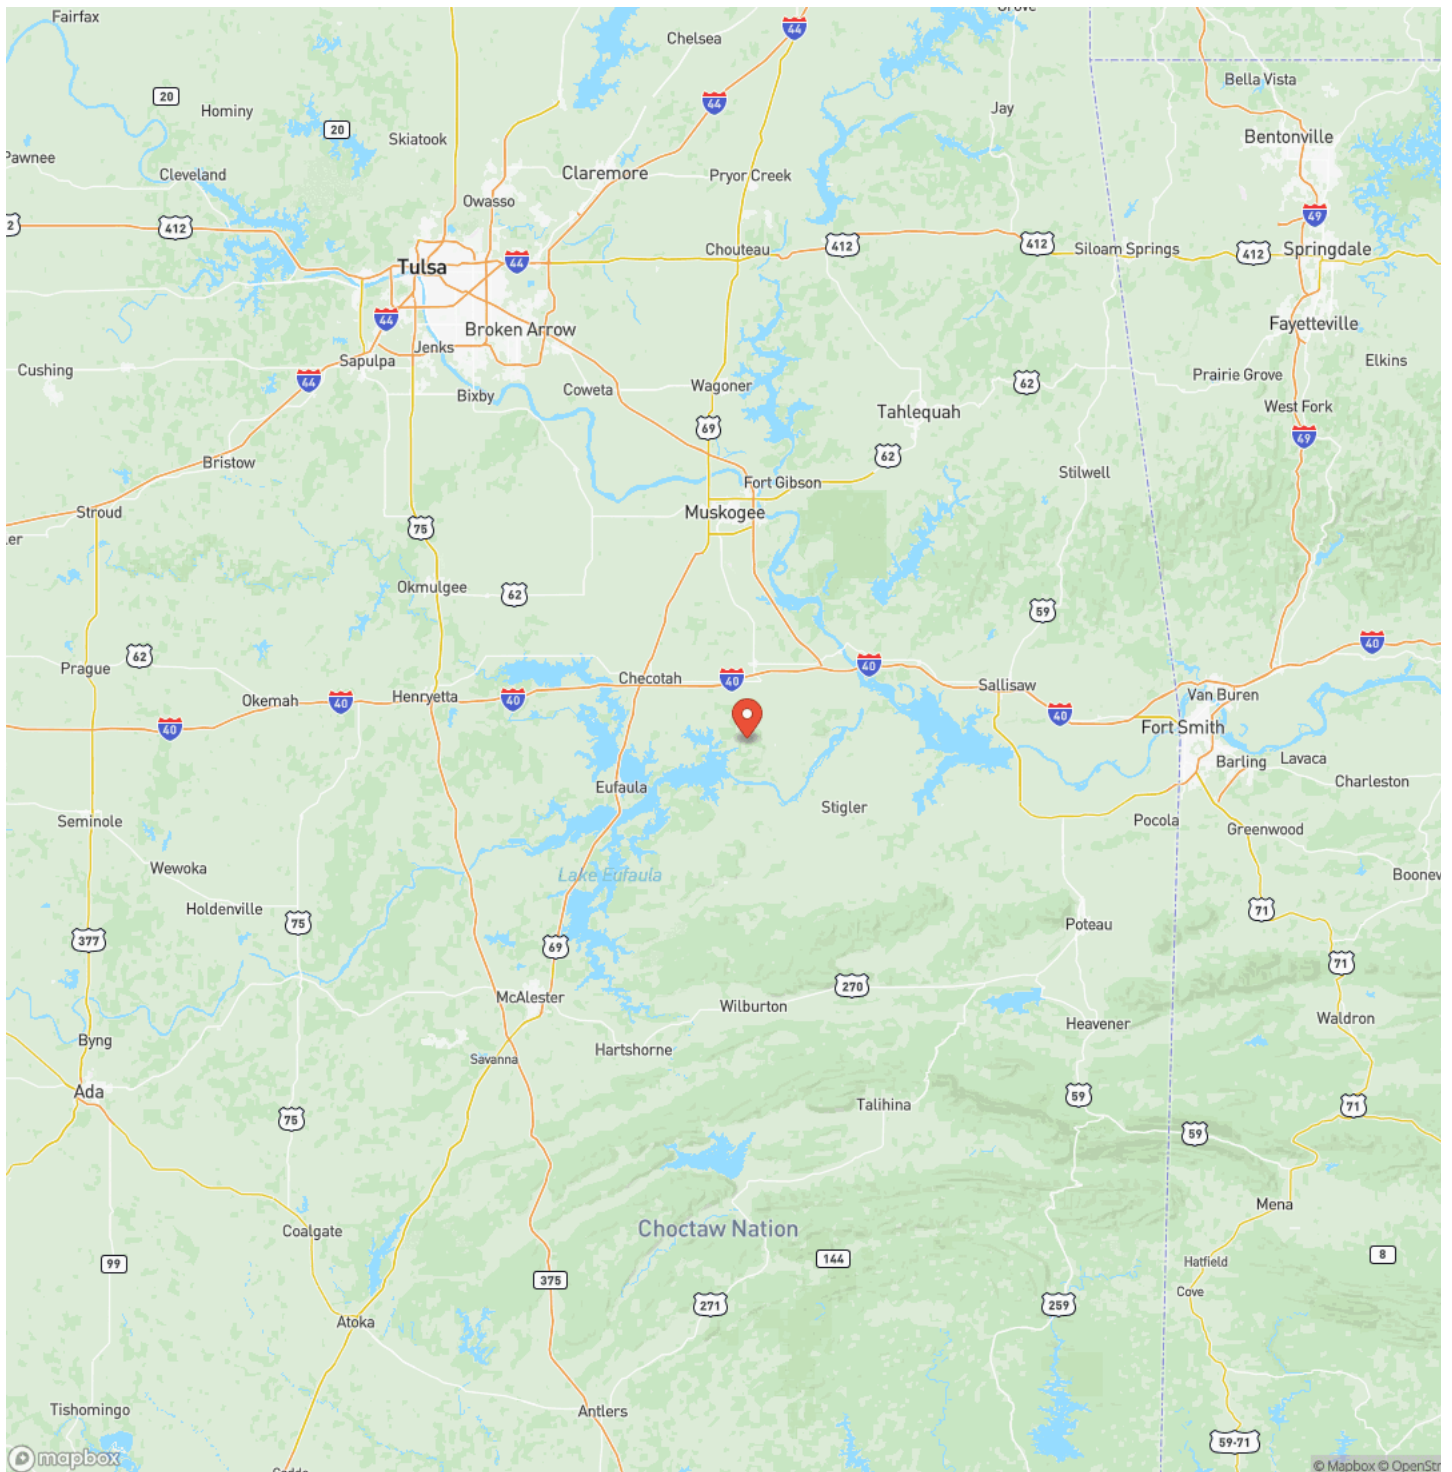 Fairfax
Grove
44
Chelsea
Bella Vista
20
Hominy
44
Jay
20
Skiatook
Bentonville
Pawnee
Cleveland
Claremore
Pryor Creek
Owasso
49
2
412
Chouteau
412
412
Siloam Springs
412
Springdale
Tulsa
44
44
Broken Arrow
Fayetteville
Jenks
Sapulpa
Elkins
Cushing
44
Bixby
Coweta
Wagoner
62
Prairie Grove
Tahlequah
West Fork
69
49
Bristow
62
Stilwell
Fort Gibson
Stroud
Muskogee
75
ler
Okmulgee
62
59
62
Prague
40
40
Checotah
40
Okemah
40
Henryetta
40
Sallisaw
Van Buren
40
40
Fort Smith
Barling
Lavaca
Eufaula
Charleston
Stigler
Seminole
Pocola
Greenwood
Wewoka
Lake Eufaula
Boonev
Holdenville
75
71
377
69
Poteau
71
McAlester
270
Wilburton
Byng
Savanna
Hartshorne
Heavener
Waldron
Ada
75
Talihina
59
71
59
Choctaw Nation
Mena
Coalgate
99
375
144
Hatfield
8
Cove
271
259
Atoka
Tishomingo
Antlers
59-71
mapbox
© Mapbox © OpenStr